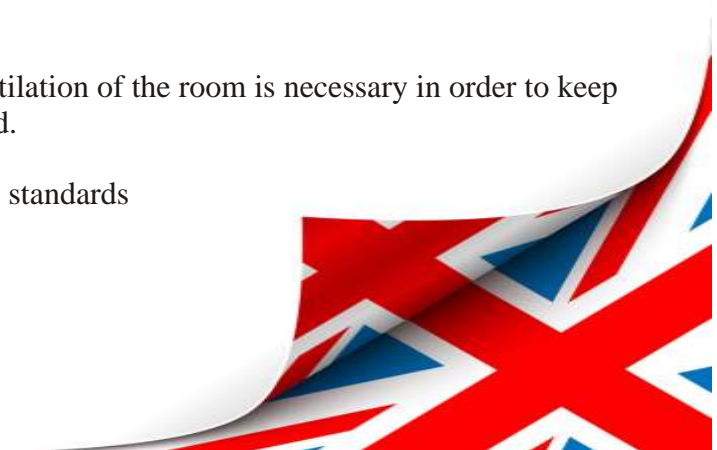 tilation of the room is necessary in order to keep
d.
standards